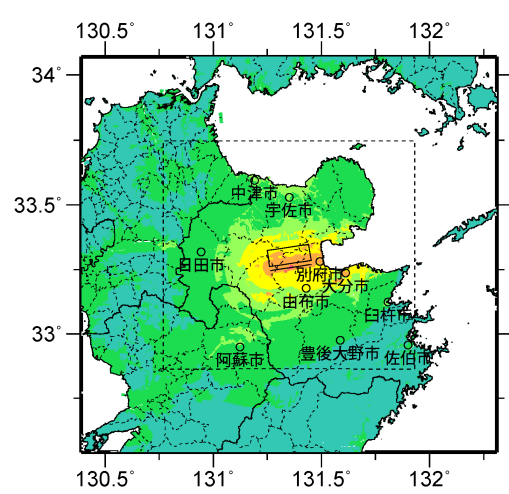 130.5° 131° 131.5° 132°
34°
33.5°
33°
中津市
宇佐市
日田市
別府市
大分市
由布市
臼杵市
阿蘇市
豊後大野市
佐伯市
130.5° 131° 131.5° 132°